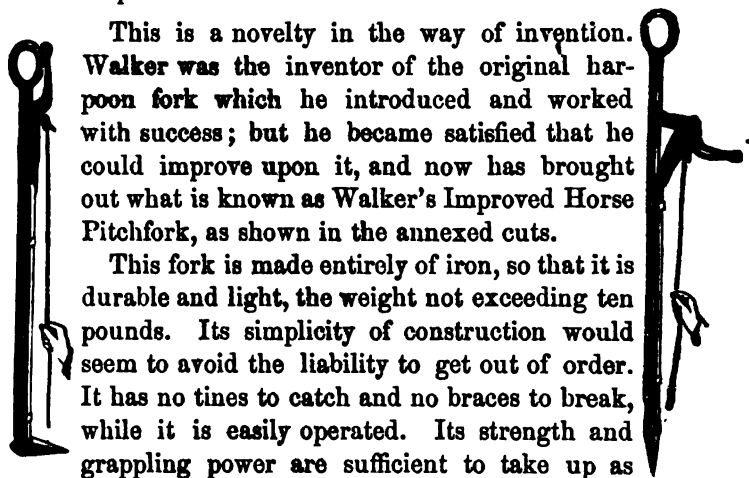 This is a novelty in the way of invention.
Walker was the inventor of the original har-
poon fork which he introduced and worked
with success; but he became satisfied that he
could improve upon it, and now has brought
out what is known as Walker's Improved Horse
Pitchfork, as shown in the annexed cuts.
This fork is made entirely of iron, so that it is
durable and light, the weight not exceeding ten
pounds. Its simplicity of construction would
seem to avoid the liability to get out of order.
It has no tines to catch and no braces to break,
while it is easily operated. Its strength and
grappling power are sufficient to take up as